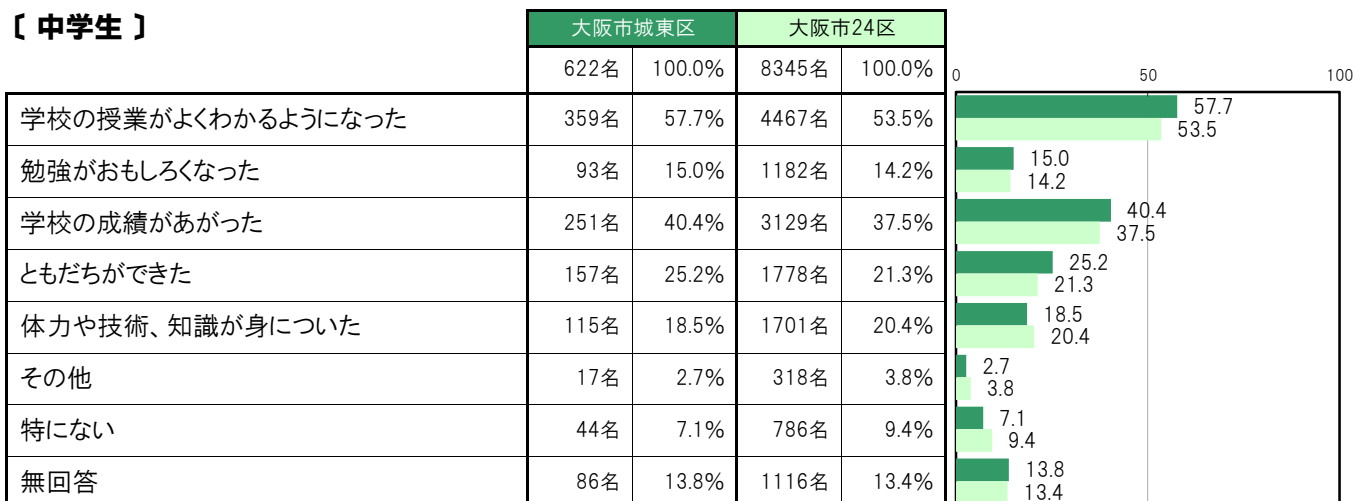 〔 中学生 〕
大阪市城東区 大阪市24区
622名 100.0% 8345名 100.0%
0 50 100
学校の授業がよくわかるようになった 359名 57.7% 4467名 53.5%
57.7
53.5
勉強がおもしろくなった 93名 15.0% 1182名 14.2%
15.0
14.2
学校の成績があがった 251名 40.4% 3129名 37.5%
40.4
37.5
ともだちができた 157名 25.2% 1778名 21.3%
25.2
21.3
体力や技術、知識が身についた 115名 18.5% 1701名 20.4%
18.5
20.4
その他 17名 2.7% 318名 3.8%
2.7
3.8
特にない 44名 7.1% 786名 9.4%
7.1
9.4
無回答 86名 13.8% 1116名 13.4%
13.8
13.4